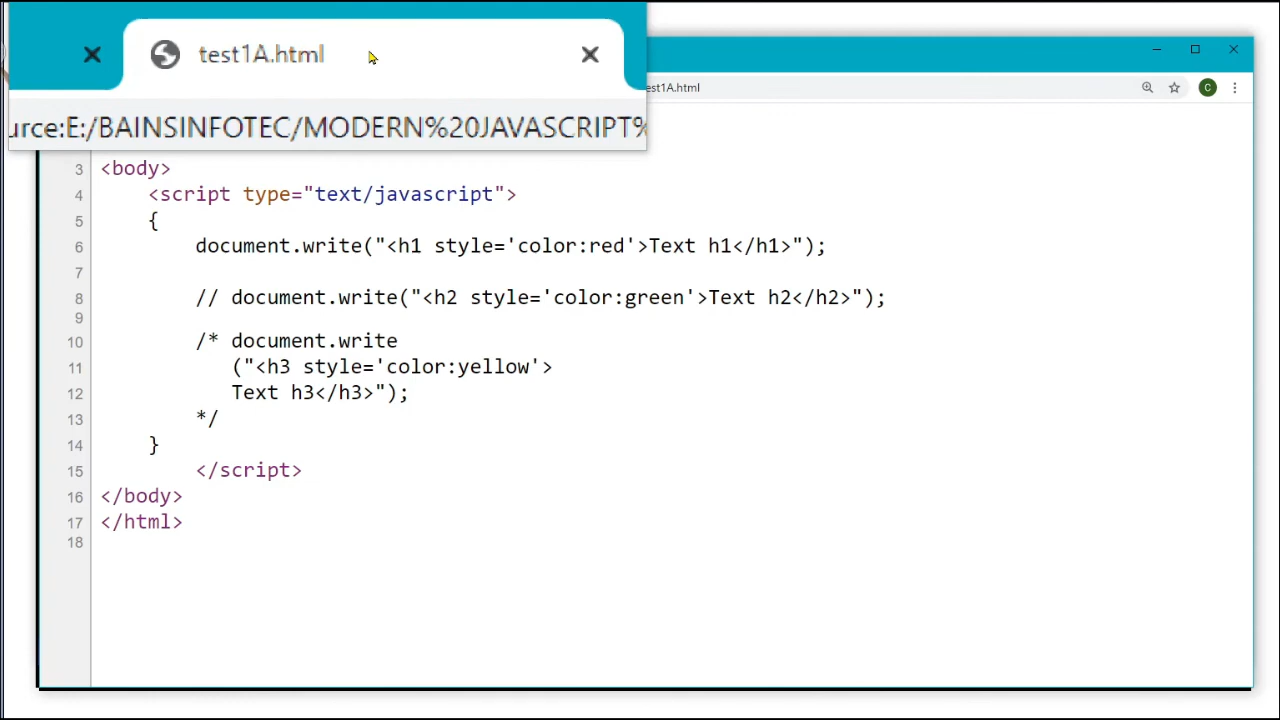 test1A.html
urce:E:/BAINSINFOTEC/MODERN%20JAVASCRIPT%
est1A.html
C
3 <body>
4 <script type="text/javascript">
5 {
6 document.write("<h1 style='color:red'>Text h1</h1>");
7
8 // document.write("<h2 style='color:green'>Text h2</h2>");
9
10 /* document.write
11 ("<h3 style='color:yellow'>
12 Text h3</h3>");
13 */
14 }
15 </script>
16 </body>
17 </html>
18